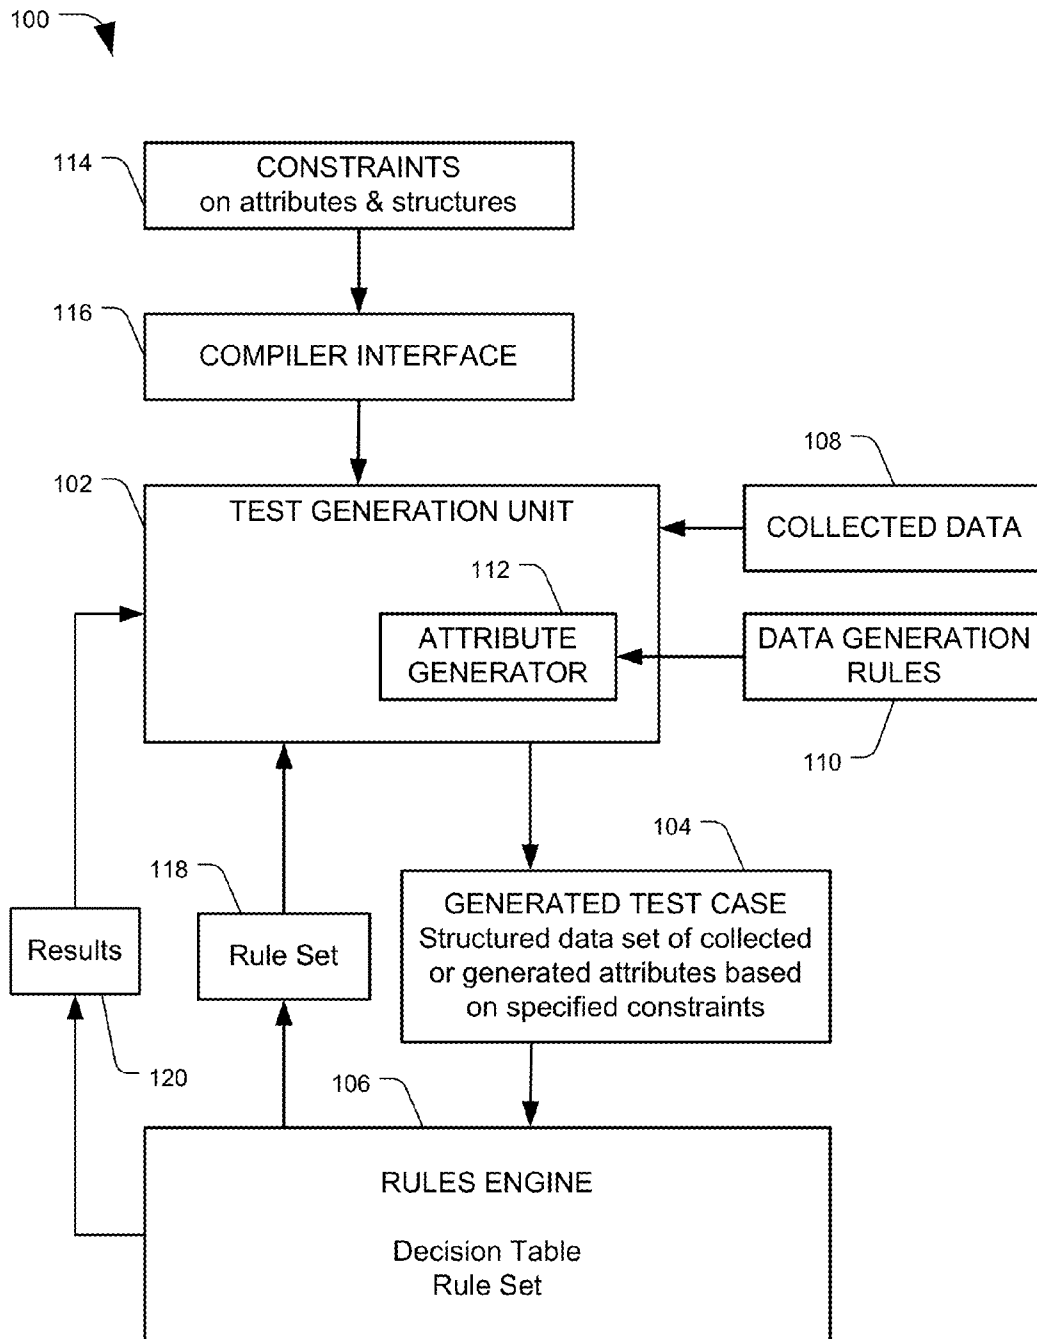 100
114
CONSTRAINTS
on attributes & structures
116
COMPILER INTERFACE
108
102
TEST GENERATION UNIT
COLLECTED DATA
112
ATTRIBUTE
GENERATOR
DATA GENERATION
RULES
110
104
118
GENERATED TEST CASE
Structured data set of collected
or generated attributes based
on specified constraints
Results
Rule Set
120
106
RULES ENGINE
Decision Table
Rule Set